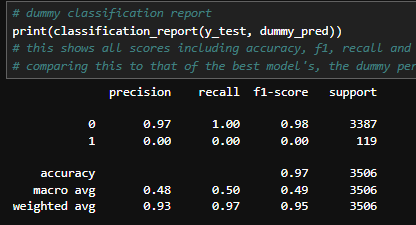 # dummy classification report
print(classification_report(y_test, dummy_pred))
# this shows all scores including accuracy, f1, recall and
# comparing this to that of the best model's, the dummy per
precision recall f1-score support
0 0.97 1.00 0.98 3387
1 0.00 0.00 0.00 119
accuracy 0.97 3506
macro avg 0.48 0.50 0.49 3506
weighted avg 0.93 0.97 0.95 3506